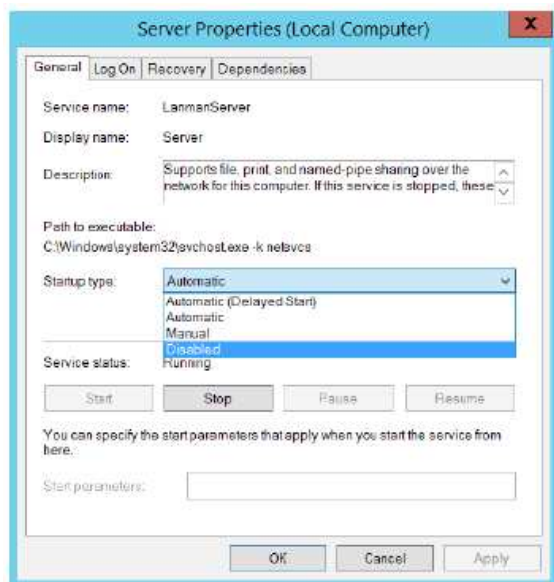 Server Properties (Local Computer)
X
General Log On Recovery Dependencies
Service name: LanmanServer
Display name: Server
Description: Supports file, print, and named-pipe sharing over the
network for this computer. If this service is stopped, these
Path to executable:
C:\Windows\system32\svchost.exe -k netsvcs
Startup type: Automatic
Automatic (Delayed Start)
Automatic
Manual
Disabled
Service status: Running
Start Stop Pause Resume
You can specify the start parameters that apply when you start the service from
here.
Start parameters:
OK Cancel Apply